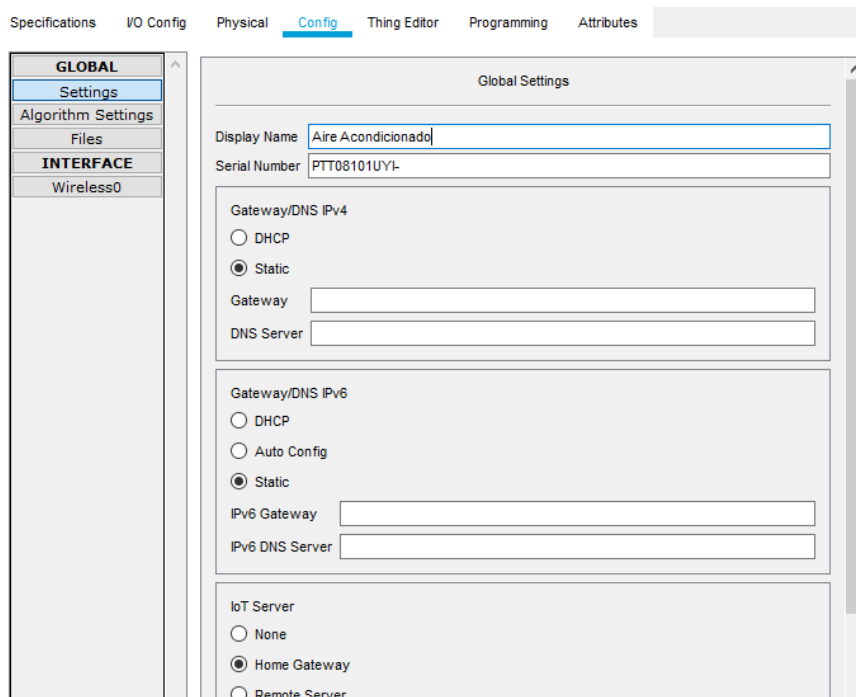 Specifications I/O Config Physical Config Thing Editor Programming Attributes
GLOBAL
Settings
Algorithm Settings
Files
INTERFACE
Wireless0
Global Settings
Display Name Aire Acondicionado
Serial Number PTT08101UYI-
Gateway/DNS IPv4
DHCP
Static
Gateway
DNS Server
Gateway/DNS IPv6
DHCP
Auto Config
Static
IPv6 Gateway
IPv6 DNS Server
IoT Server
None
Home Gateway
Remote Server